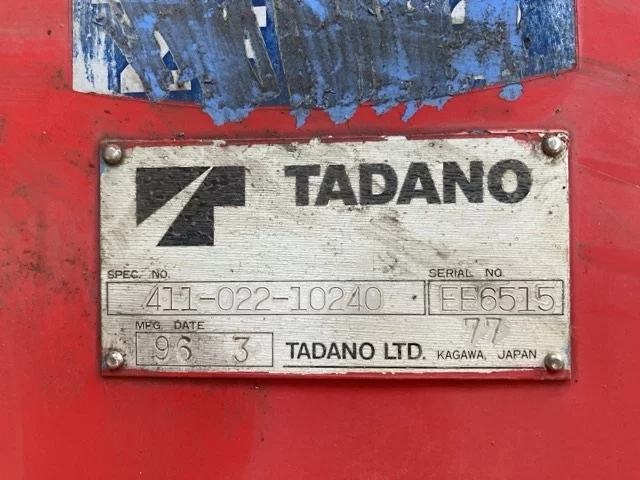 TADANO
SPEC. NO.
411-022-10240
SERIAL NO.
EE6515
MFG. DATE
96 3
TADANO LTD.
77
KAGAWA, JAPAN